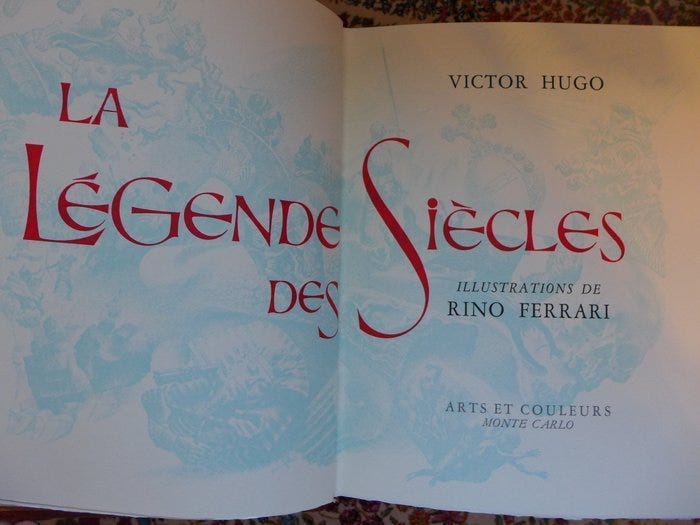 LA
LÉGENDE
DES
VICTOR HUGO
SIÈCLES
ILLUSTRATIONS DE
RINO FERRARI
ARTS ET COULEURS
MONTE CARLO